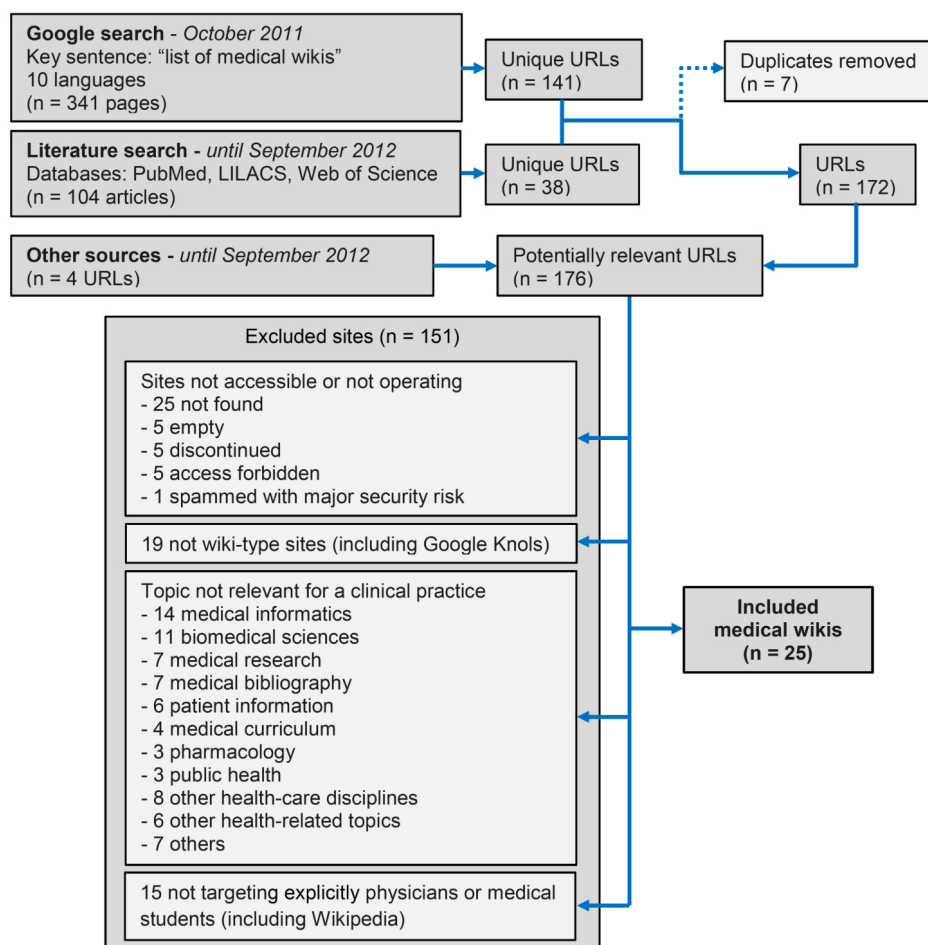 Google search - October 2011
Key sentence: “list of medical wikis”
10 languages
(n = 341 pages)
Unique URLs
(n = 141)
Duplicates removed
(n = 7)
Literature search - until September 2012
Databases: PubMed, LILACS, Web of Science
(n = 104 articles)
Unique URLs
(n = 38)
URLs
(n = 172)
Other sources - until September 2012
(n = 4 URLs)
Potentially relevant URLs
(n = 176)
Excluded sites (n = 151)
Sites not accessible or not operating
- 25 not found
- 5 empty
- 5 discontinued
- 5 access forbidden
- 1 spammed with major security risk
19 not wiki-type sites (including Google Knols)
Topic not relevant for a clinical practice
- 14 medical informatics
- 11 biomedical sciences
- 7 medical research
- 7 medical bibliography
- 6 patient information
- 4 medical curriculum
- 3 pharmacology
- 3 public health
- 8 other health-care disciplines
- 6 other health-related topics
- 7 others
15 not targeting explicitly physicians or medical
students (including Wikipedia)
Included
medical wikis
(n = 25)